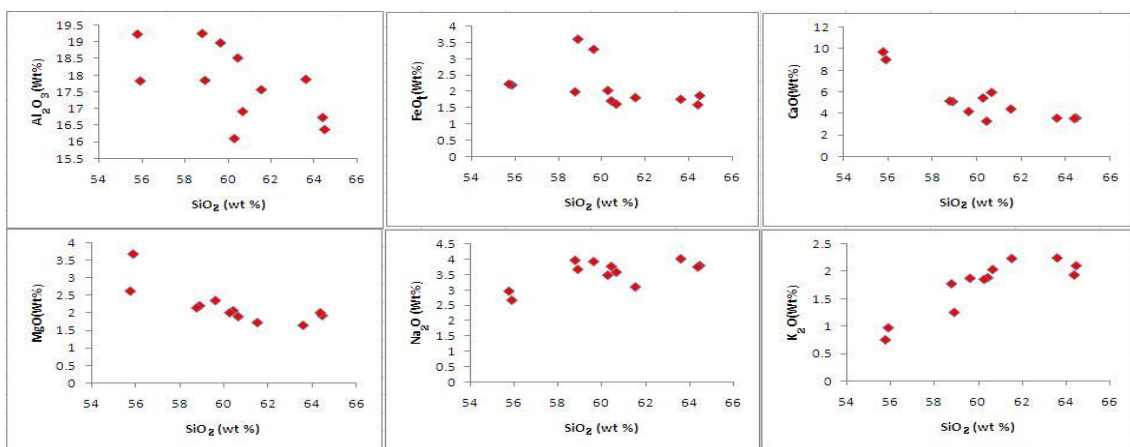 Al2O3(Wt%)
19.5
19
18.5
18
17.5
17
16.5
16
15.5
54 56 58 60 62 64 66
SiO2 (wt %)
FeOt(Wt%)
4
3.5
3
2.5
2
1.5
1
0.5
0
54 56 58 60 62 64 66
SiO2 (wt %)
CaO(Wt%)
12
10
8
6
4
2
0
54 56 58 60 62 64 66
SiO2 (wt %)
MgO(Wt%)
4
3.5
3
2.5
2
1.5
1
0.5
0
54 56 58 60 62 64 66
SiO2 (wt %)
Na2O(Wt%)
4.5
4
3.5
3
2.5
2
1.5
1
0.5
0
54 56 58 60 62 64 66
SiO2 (wt %)
K2O(Wt%)
2.5
2
1.5
1
0.5
0
54 56 58 60 62 64 66
SiO2 (wt %)